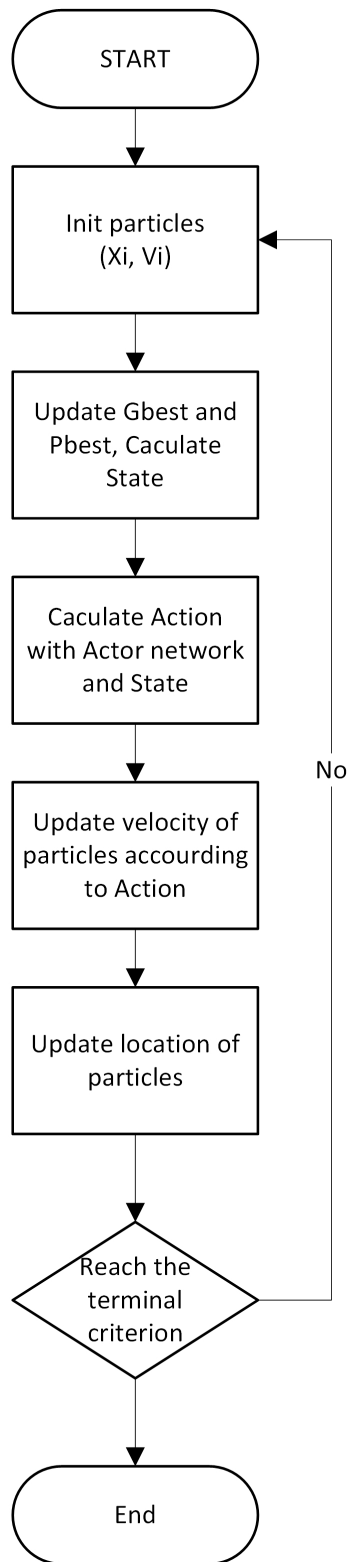 START
Init particles
(Xi, Vi)
Update Gbest and
Pbest, Caculate
State
Caculate Action
with Actor network
and State
Update velocity of
particles accourding
to Action
No
Update location of
particles
Reach the
terminal
criterion
End